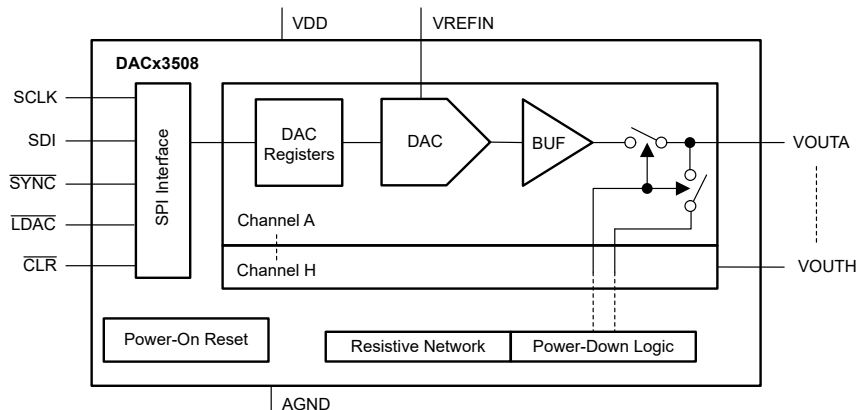 VDD
VREFIN
DACx3508
SCLK
SDI
SYNC
LDAC
CLR
SPI Interface
DAC
Registers
DAC
BUF
VOUTA
Channel A
Channel H
VOUTH
Power-On Reset
Resistive Network
Power-Down Logic
AGND